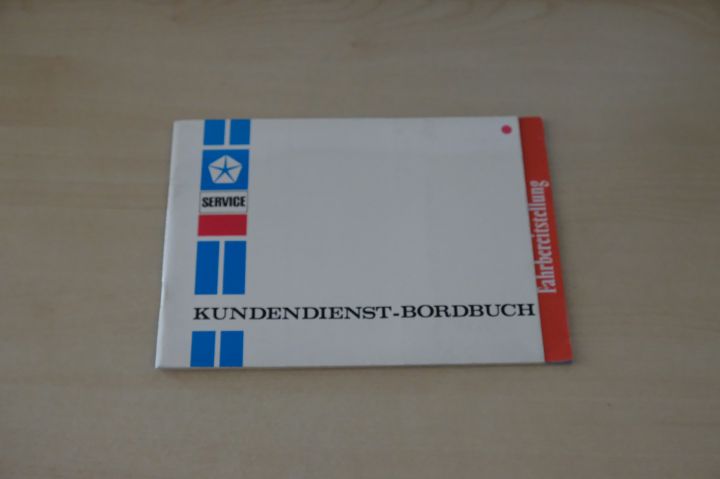 SERVICE
KUNDENDIENST-BORDBUCH
Fahrbereitstellung